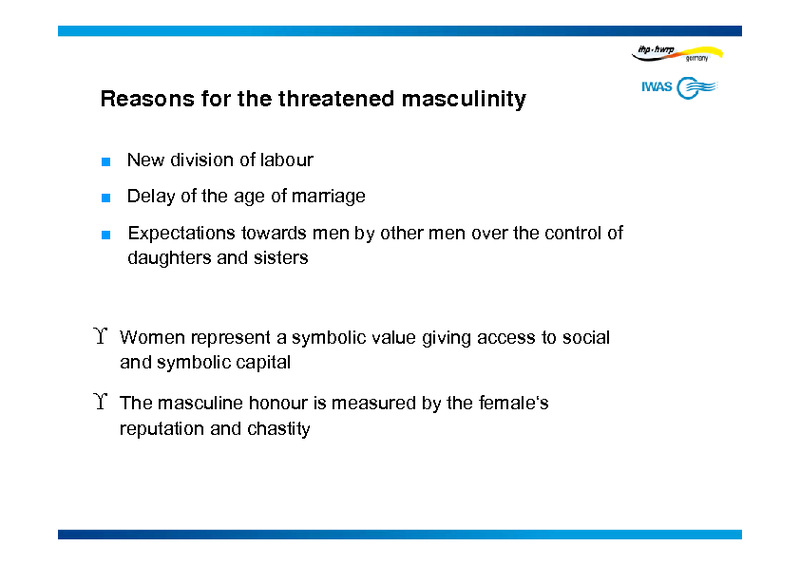 ihp · hwrp
germany
IWAS
Reasons for the threatened masculinity
■ New division of labour
■ Delay of the age of marriage
■ Expectations towards men by other men over the control of
daughters and sisters
ϒ Women represent a symbolic value giving access to social
and symbolic capital
ϒ The masculine honour is measured by the female‘s
reputation and chastity